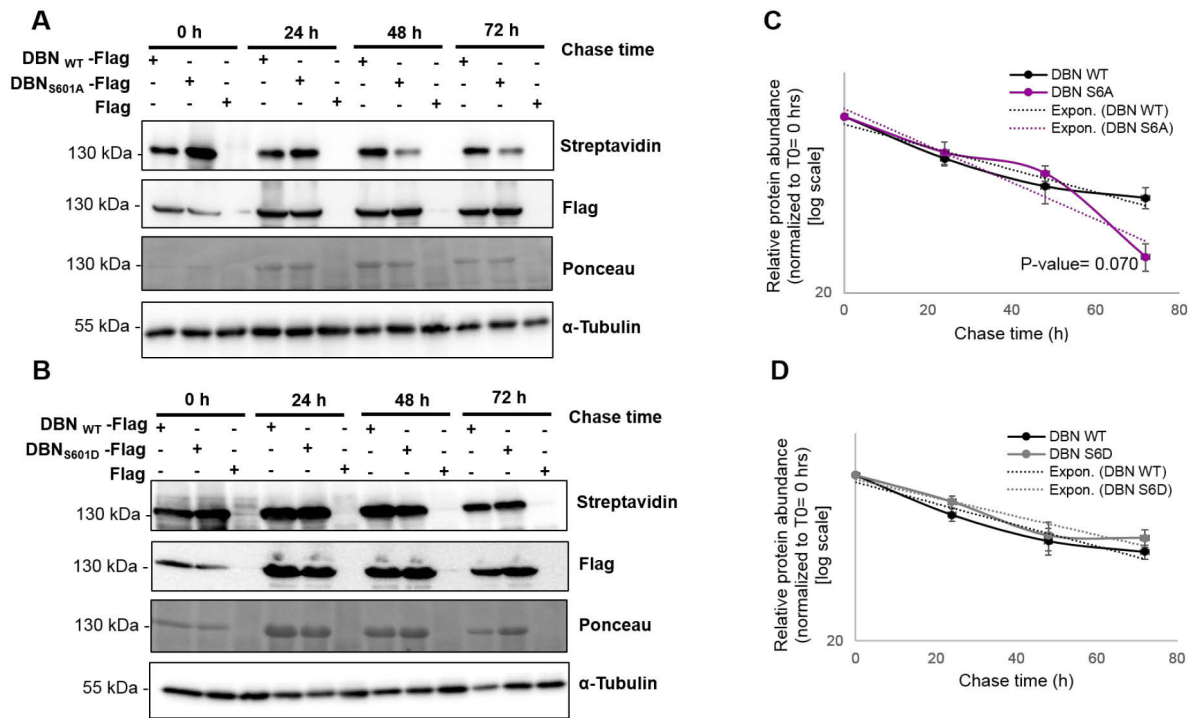 A
0 h 24 h 48 h 72 h
Chase time
DBN WT -Flag + - - + - - + - - + - -
DBNS601A -Flag - + - - + - - + - - + -
Flag - - + - - + - - + - - +
130 kDa - Streptavidin
130 kDa - Flag
130 kDa - Ponceau
55 kDa - α-Tubulin
B
0 h 24 h 48 h 72 h
Chase time
DBN WT -Flag + - - + - - + - - + - -
DBNS601D -Flag - + - - + - - + - - + -
Flag - - + - - + - - + - - +
130 kDa - Streptavidin
130 kDa - Flag
130 kDa - Ponceau
55 kDa - α-Tubulin
C
Relative protein abundance
(normalized to T0= 0 hrs)
[log scale]
DBN WT
DBN S6A
Expon. (DBN WT)
Expon. (DBN S6A)
P-value= 0.070
20
0 20 40 60 80
Chase time (h)
D
Relative protein abundance
(normalized to T0= 0 hrs)
[log scale]
DBN WT
DBN S6D
Expon. (DBN WT)
Expon. (DBN S6D)
20
0 20 40 60 80
Chase time (h)